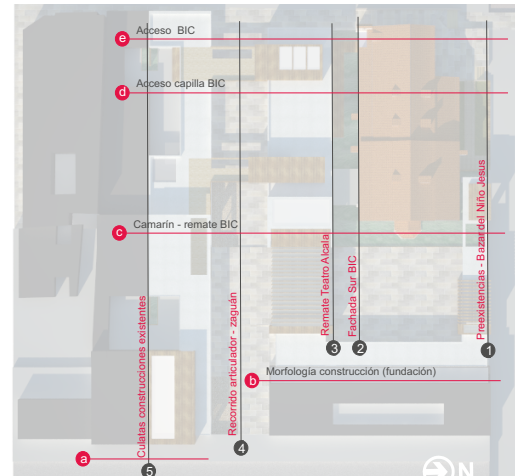 e Acceso BIC
d Acceso capilla BIC
c Camarín - remate BIC
Culatas construcciones existentes
Recorrido articulador - zaguán
Remate Teatro Alcala
Fachada Sur BIC
Preexistencias - Bazar del Niño Jesus
3
2
1
b Morfología construcción (fundación)
4
a
5
N